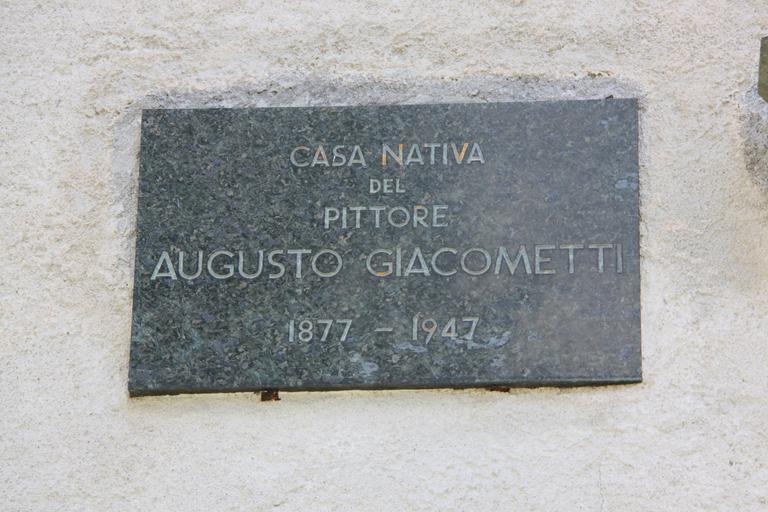 CASA NATIVA
DEL
PITTORE
AUGUSTO GIACOMETTI
1877 - 1947